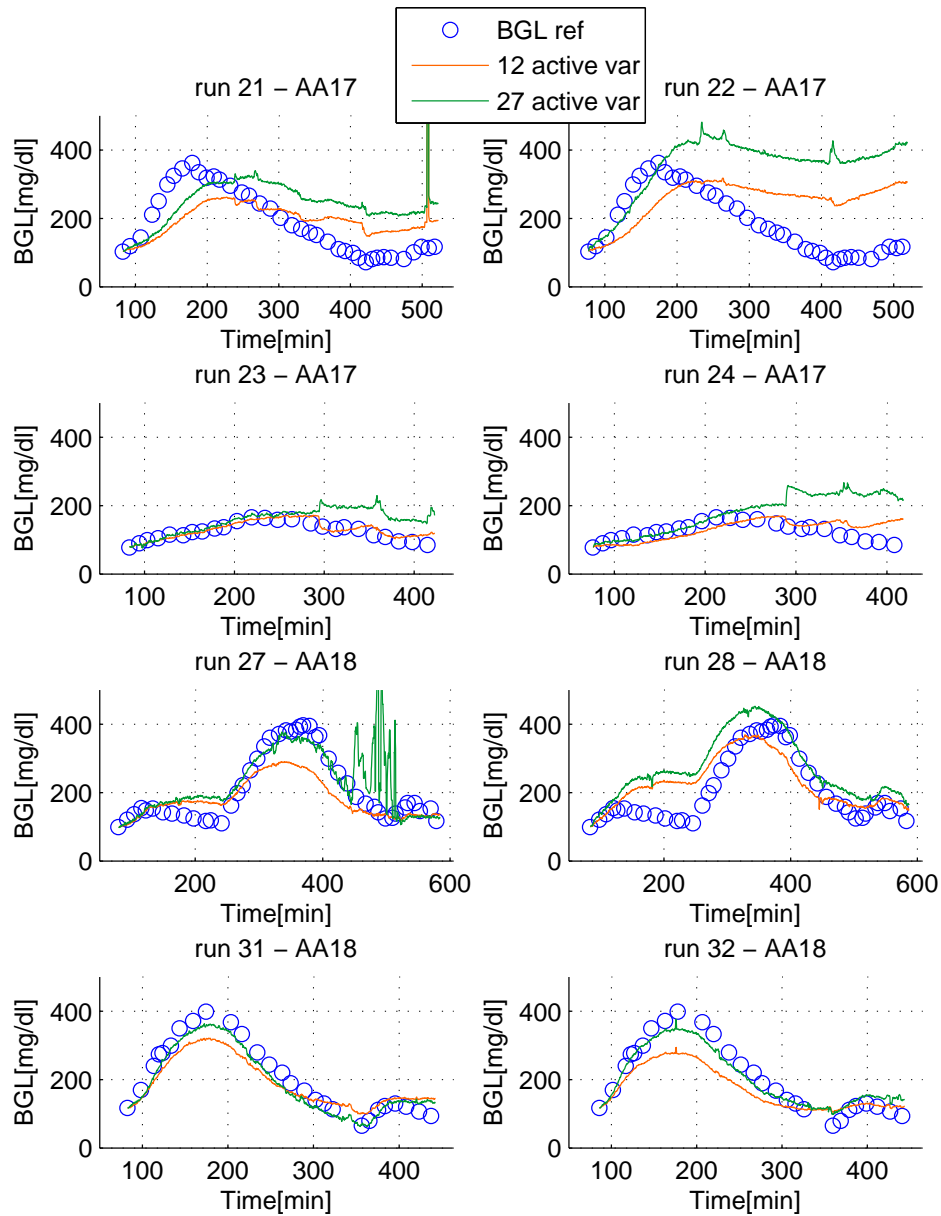 BGL ref
12 active var
27 active var
run 21 − AA17
run 22 − AA17
400
200
0
BGL[mg/dl]
100 200 300 400 500
Time[min]
400
200
0
BGL[mg/dl]
100 200 300 400 500
Time[min]
run 23 − AA17
run 24 − AA17
400
200
0
BGL[mg/dl]
100 200 300 400
Time[min]
400
200
0
BGL[mg/dl]
100 200 300 400
Time[min]
run 27 − AA18
run 28 − AA18
400
200
0
BGL[mg/dl]
200 400 600
Time[min]
400
200
0
BGL[mg/dl]
200 400 600
Time[min]
run 31 − AA18
run 32 − AA18
400
200
0
BGL[mg/dl]
100 200 300 400
Time[min]
400
200
0
BGL[mg/dl]
100 200 300 400
Time[min]